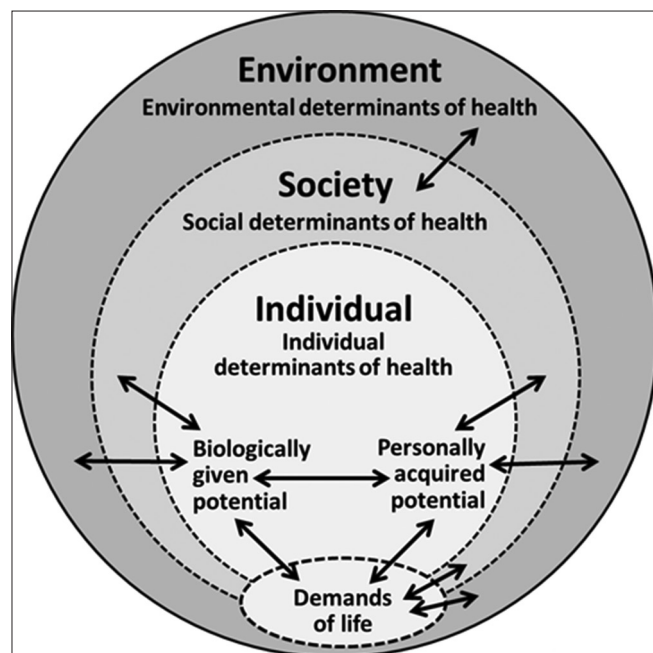 Environment
Environmental determinants of health
Society
Social determinants of health
Individual
Individual
determinants of health
Biologically
given
potential
Personally
acquired
potential
Demands
of life